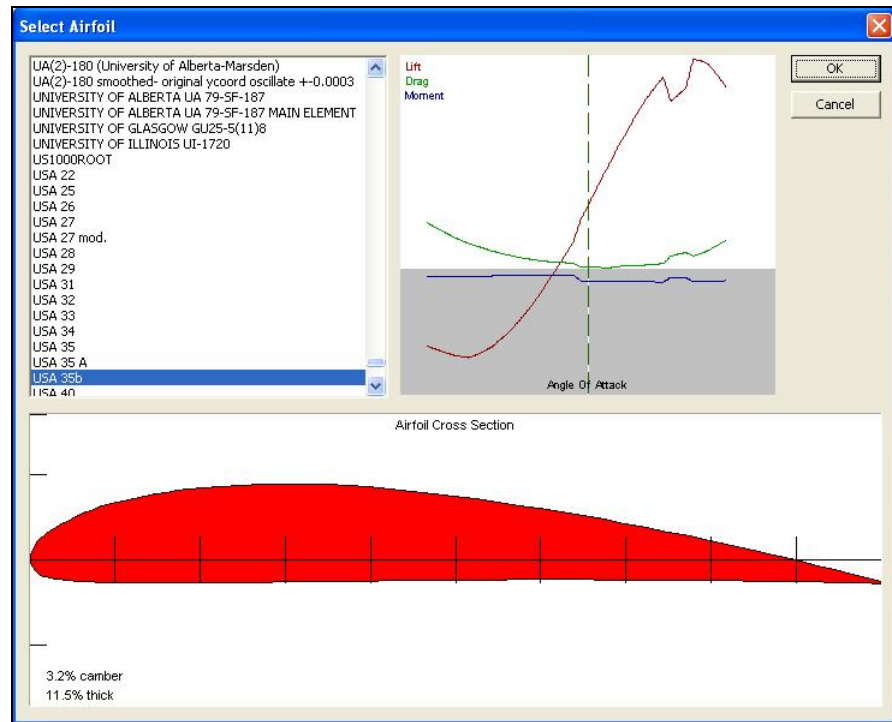 Select Airfoil
UA(2)-180 (University of Alberta-Marsden)
UA(2)-180 smoothed- original ycoord oscillate +-0.0003
UNIVERSITY OF ALBERTA UA 79-SF-187
UNIVERSITY OF ALBERTA UA 79-SF-187 MAIN ELEMENT
UNIVERSITY OF GLASGOW GU25-5(11)8
UNIVERSITY OF ILLINOIS UI-1720
US1000ROOT
USA 22
USA 25
USA 26
USA 27
USA 27 mod.
USA 28
USA 29
USA 31
USA 32
USA 33
USA 34
USA 35
USA 35 A
USA 35b
USA 40
Lift
Drag
Moment
Angle Of Attack
OK
Cancel
Airfoil Cross Section
3.2% camber
11.5% thick